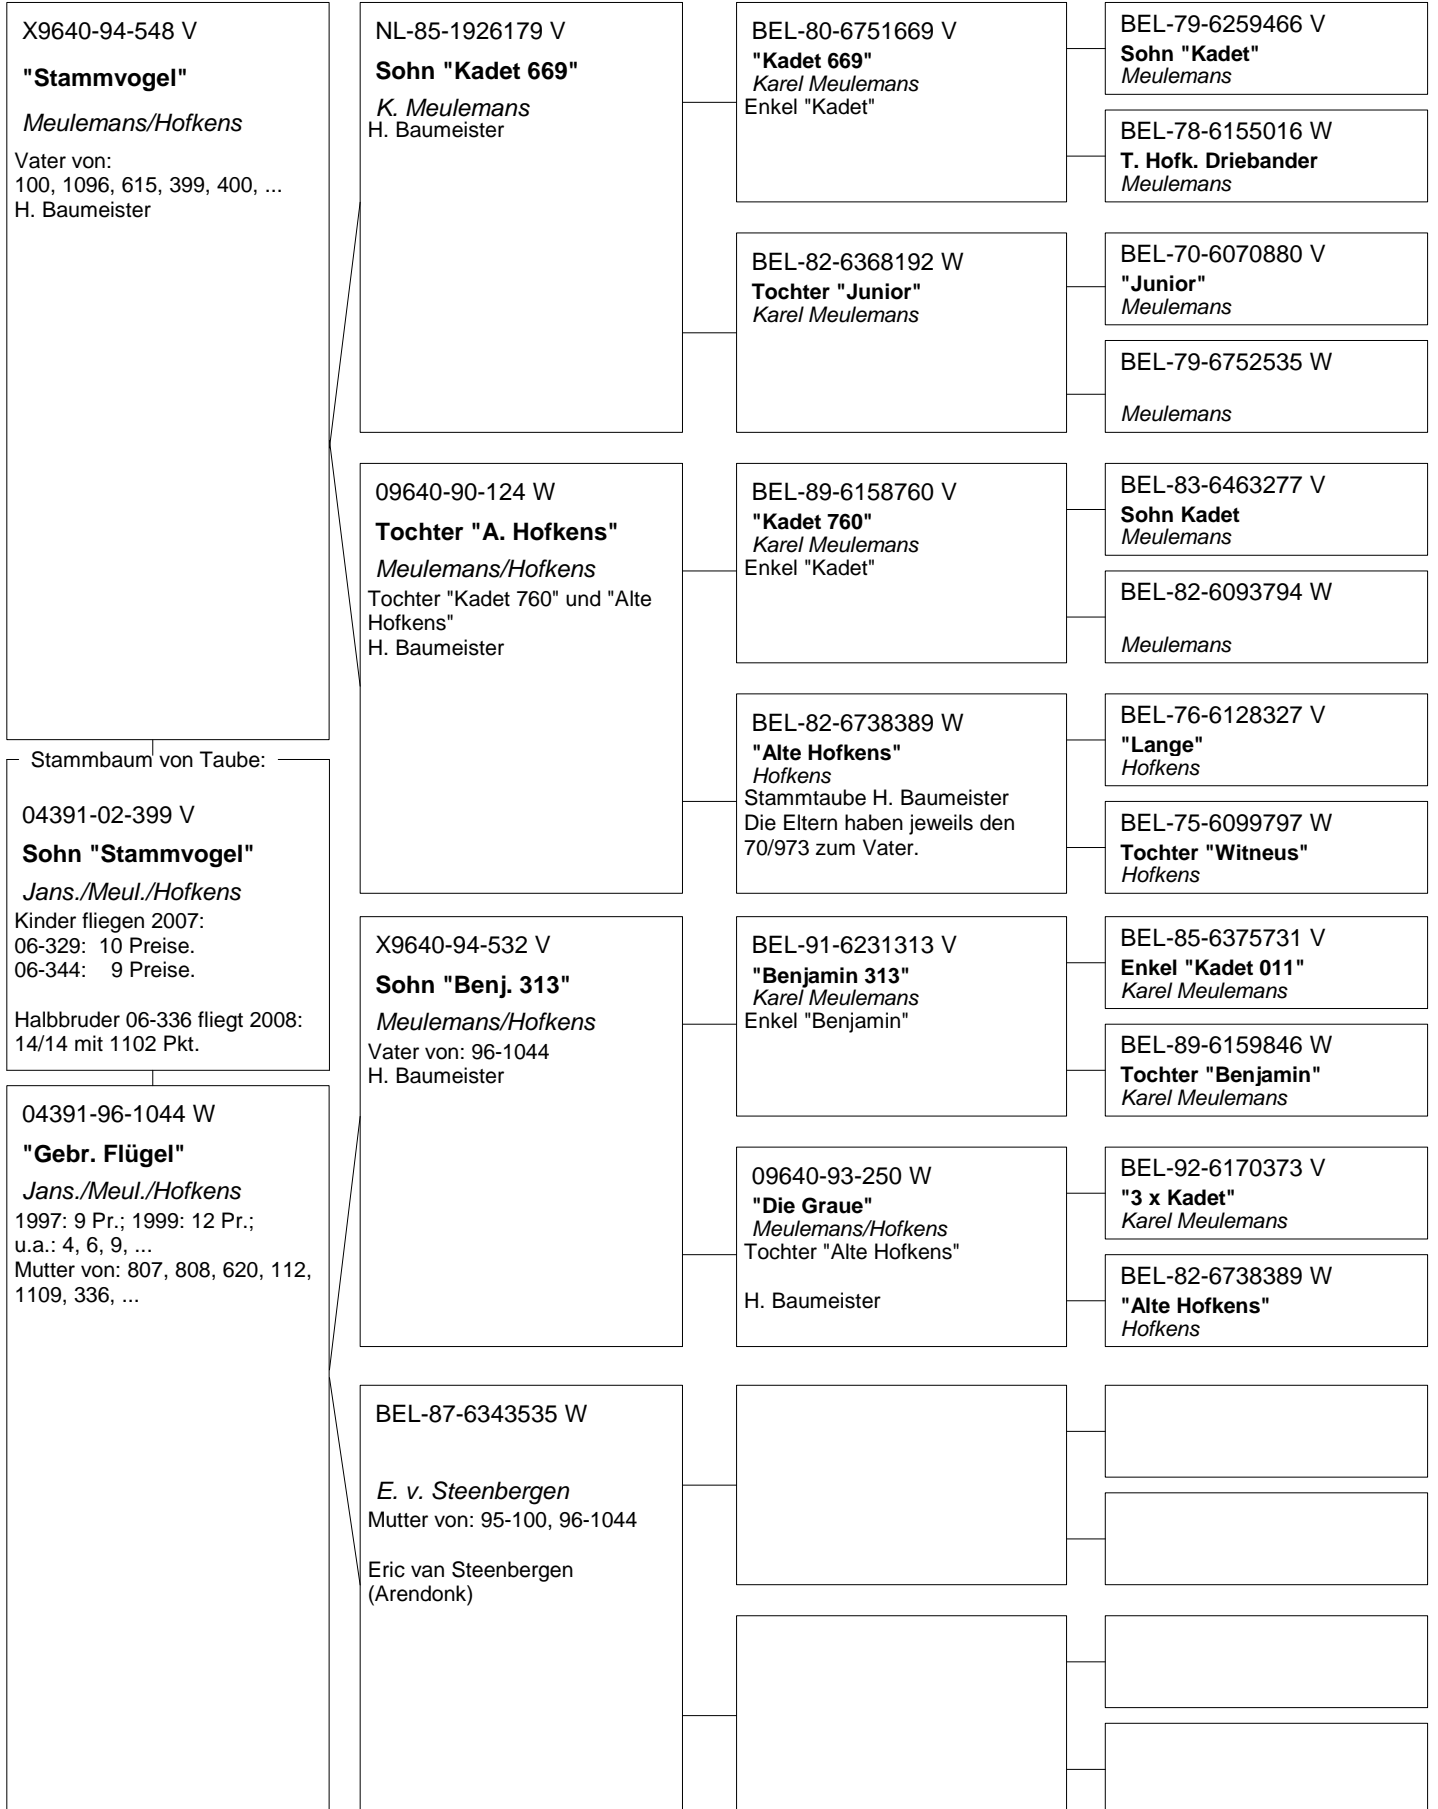 X9640-94-548 V
"Stammvogel"
Meulemans/Hofkens
Vater von:
100, 1096, 615, 399, 400, ...
H. Baumeister
Stammbaum von Taube:
04391-02-399 V
Sohn "Stammvogel"
Jans./Meul./Hofkens
Kinder fliegen 2007:
06-329:  10 Preise.
06-344:    9 Preise.
Halbbruder 06-336 fliegt 2008:
14/14 mit 1102 Pkt.
04391-96-1044 W
"Gebr. Flügel"
Jans./Meul./Hofkens
1997: 9 Pr.; 1999: 12 Pr.;
u.a.: 4, 6, 9, ...
Mutter von: 807, 808, 620, 112,
1109, 336, ...
NL-85-1926179 V
Sohn "Kadet 669"
K. Meulemans
H. Baumeister
09640-90-124 W
Tochter "A. Hofkens"
Meulemans/Hofkens
Tochter "Kadet 760" und "Alte
Hofkens"
H. Baumeister
X9640-94-532 V
Sohn "Benj. 313"
Meulemans/Hofkens
Vater von: 96-1044
H. Baumeister
BEL-87-6343535 W
E. v. Steenbergen
Mutter von: 95-100, 96-1044
Eric van Steenbergen
(Arendonk)
BEL-80-6751669 V
"Kadet 669"
Karel Meulemans
Enkel "Kadet"
BEL-82-6368192 W
Tochter "Junior"
Karel Meulemans
BEL-89-6158760 V
"Kadet 760"
Karel Meulemans
Enkel "Kadet"
BEL-82-6738389 W
"Alte Hofkens"
Hofkens
Stammtaube H. Baumeister
Die Eltern haben jeweils den
70/973 zum Vater.
BEL-91-6231313 V
"Benjamin 313"
Karel Meulemans
Enkel "Benjamin"
09640-93-250 W
"Die Graue"
Meulemans/Hofkens
Tochter "Alte Hofkens"
H. Baumeister
BEL-79-6259466 V
Sohn "Kadet"
Meulemans
BEL-78-6155016 W
T. Hofk. Driebander
Meulemans
BEL-70-6070880 V
"Junior"
Meulemans
BEL-79-6752535 W
Meulemans
BEL-83-6463277 V
Sohn Kadet
Meulemans
BEL-82-6093794 W
Meulemans
BEL-76-6128327 V
"Lange"
Hofkens
BEL-75-6099797 W
Tochter "Witneus"
Hofkens
BEL-85-6375731 V
Enkel "Kadet 011"
Karel Meulemans
BEL-89-6159846 W
Tochter "Benjamin"
Karel Meulemans
BEL-92-6170373 V
"3 x Kadet"
Karel Meulemans
BEL-82-6738389 W
"Alte Hofkens"
Hofkens